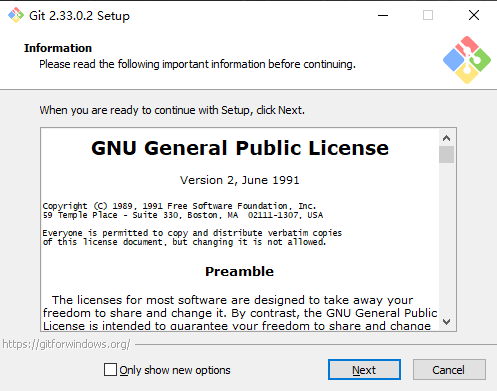 Git 2.33.0.2 Setup
Information
Please read the following important information before continuing.
When you are ready to continue with Setup, click Next.
GNU General Public License
Version 2, June 1991
Copyright (C) 1989, 1991 Free Software Foundation, Inc.
59 Temple Place - Suite 330, Boston, MA  02111-1307, USA
Everyone is permitted to copy and distribute verbatim copies
of this license document, but changing it is not allowed.
Preamble
The licenses for most software are designed to take away your
freedom to share and change it. By contrast, the GNU General Public
License is intended to guarantee your freedom to share and change
https://gitforwindows.org/
Only show new options
Next
Cancel